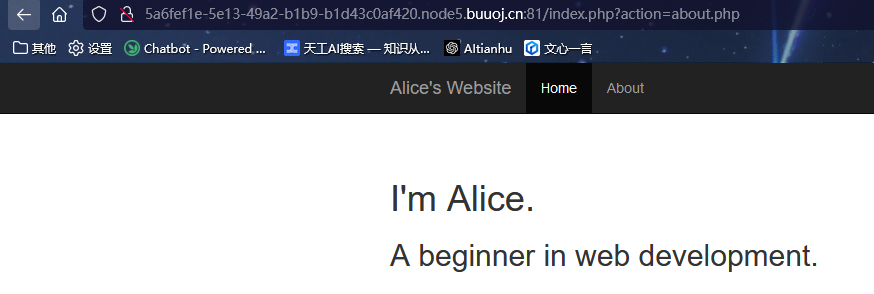 5a6fef1e-5e13-49a2-b1b9-b1d43c0af420.node5.buuoj.cn:81/index.php?action=about.php
其他 设置 Chatbot - Powered ... 天工AI搜索 — 知识从... AItianhu 文心一言
Alice's Website Home About
I'm Alice.
A beginner in web development.